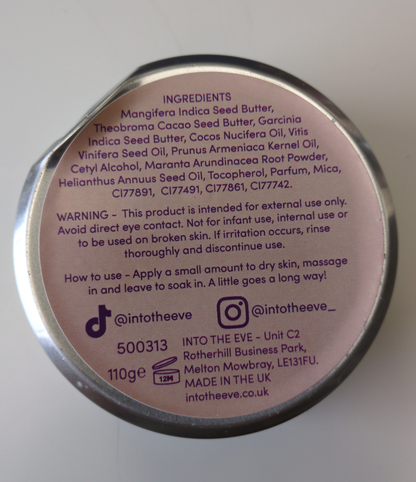 INGREDIENTS
Mangifera Indica Seed Butter,
Theobroma Cacao Seed Butter, Garcinia
Indica Seed Butter, Cocos Nucifera Oil, Vitis
Vinifera Seed Oil, Prunus Armeniaca Kernel Oil,
Cetyl Alcohol, Maranta Arundinacea Root Powder,
Helianthus Annuus Seed Oil, Tocopherol, Parfum, Mica,
CI77891, CI77491, CI77861, CI77742.
WARNING - This product is intended for external use only.
Avoid direct eye contact. Not for infant use, internal use or
to be used on broken skin. If irritation occurs, rinse
thoroughly and discontinue use.
How to use - Apply a small amount to dry skin, massage
in and leave to soak in. A little goes a long way!
@intotheeve @intotheeve_
500313
110ge 12M
INTO THE EVE - Unit C2
Rotherhill Business Park,
Melton Mowbray, LE131FU.
MADE IN THE UK
intotheeve.co.uk